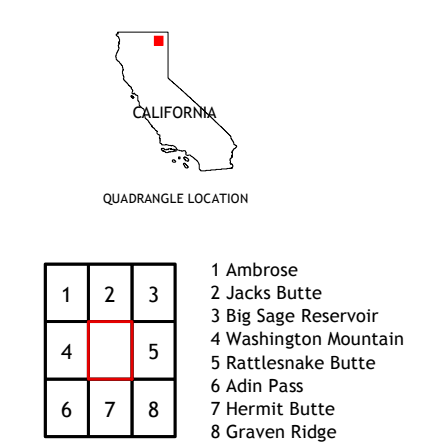 CALIFORNIA
QUADRANGLE LOCATION
1 2 3
4 5
6 7 8
1 Ambrose
2 Jacks Butte
3 Big Sage Reservoir
4 Washington Mountain
5 Rattlesnake Butte
6 Adin Pass
7 Hermit Butte
8 Graven Ridge